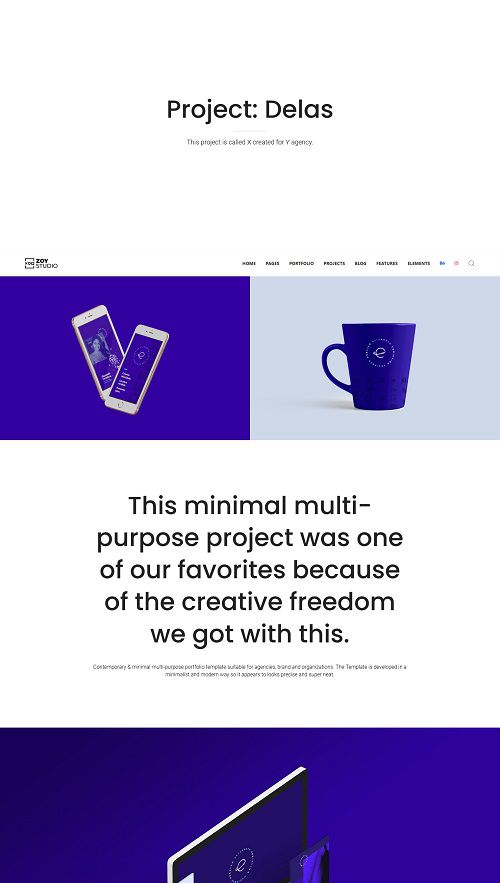 Project: Delas
This project is called X created for Y agency.
ZOY
STUDIO
HOME PAGES PORTFOLIO PROJECTS BLOG FEATURES ELEMENTS
This minimal multi-
purpose project was one
of our favorites because
of the creative freedom
we got with this.
Contemporary & minimal multi-purpose portfolio template suitable for agencies, brand and organizations. The Template is developed in a
minimalist and modern way so it appears to looks precise and super neat.